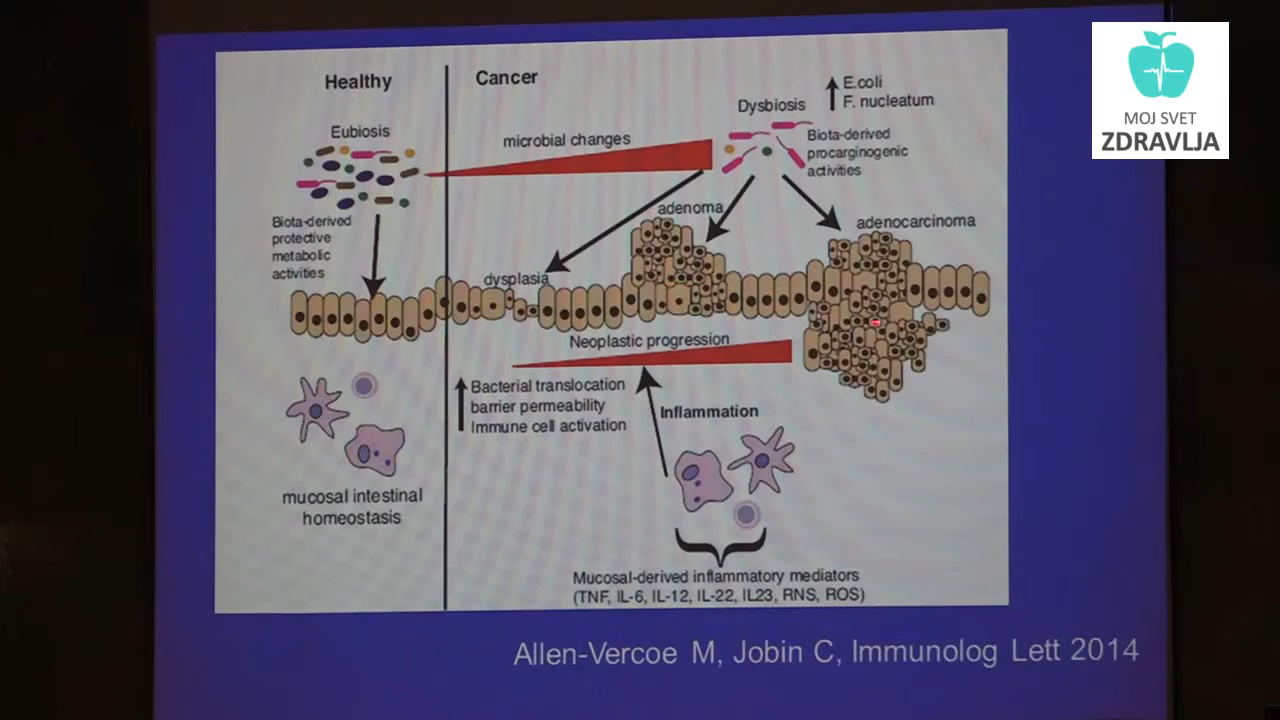 Healthy
Cancer
E.coli
F. nucleatum
Dysbiosis
Eubiosis
microbial changes
Biota-derived
procarginogenic
activities
adenoma
adenocarcinoma
Biota-derived
protective
metabolic
activities
dysplasia
Neoplastic progression
Bacterial translocation
barrier permeability
Immune cell activation
Inflammation
mucosal intestinal
homeostasis
Mucosal-derived inflammatory mediators
(TNF, IL-6, IL-12, IL-22, IL23, RNS, ROS)
Allen-Vercoe M, Jobin C, Immunolog Lett 2014
MOJ SVET
ZDRAVLJA